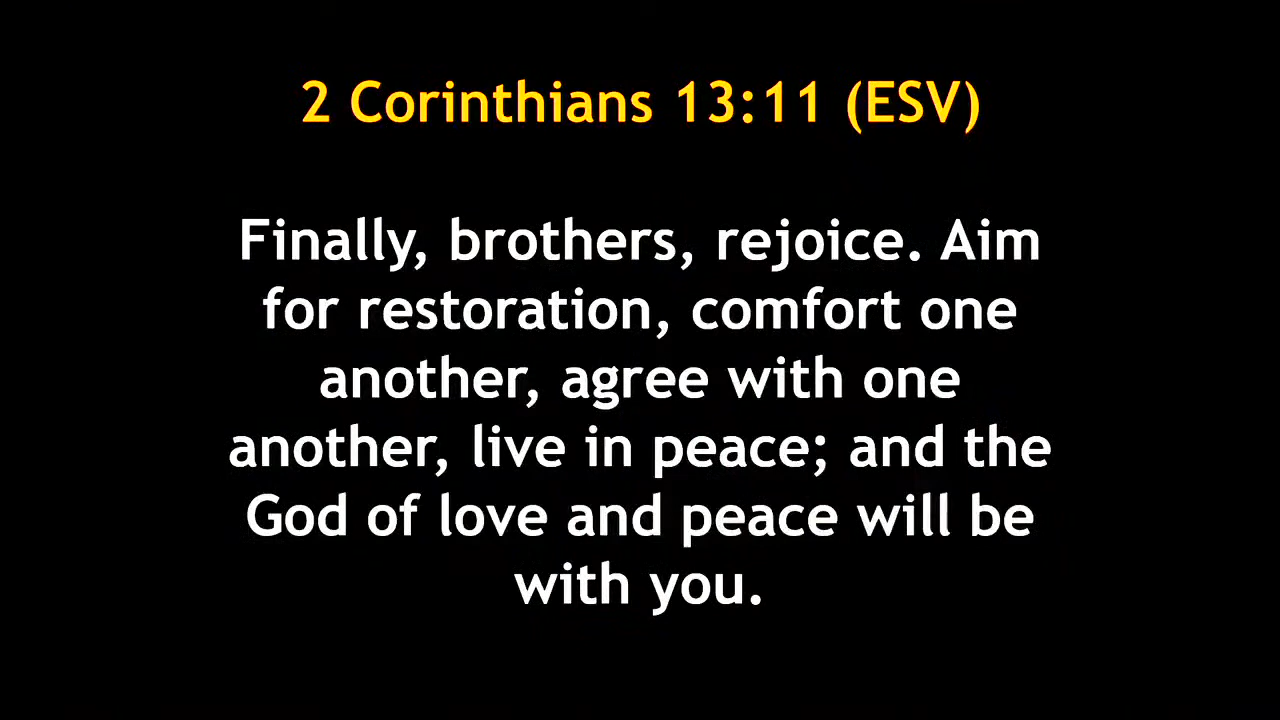 2 Corinthians 13:11 (ESV)
Finally, brothers, rejoice. Aim
for restoration, comfort one
another, agree with one
another, live in peace; and the
God of love and peace will be
with you.